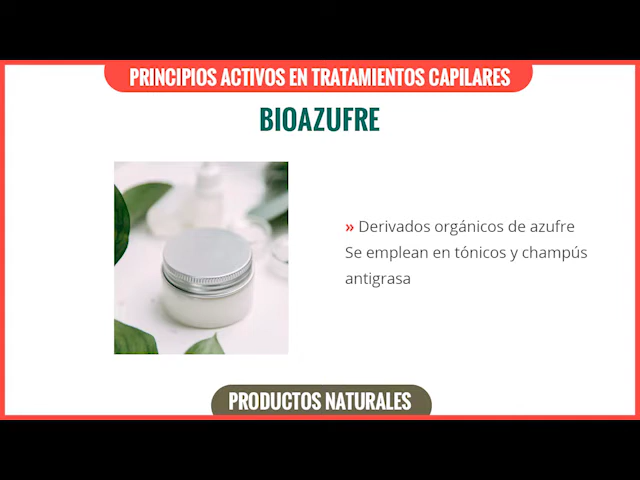 PRINCIPIOS ACTIVOS EN TRATAMIENTOS CAPILARES
BIOAZUFRE
» Derivados orgánicos de azufre
Se emplean en tónicos y champús
antigrasa
PRODUCTOS NATURALES